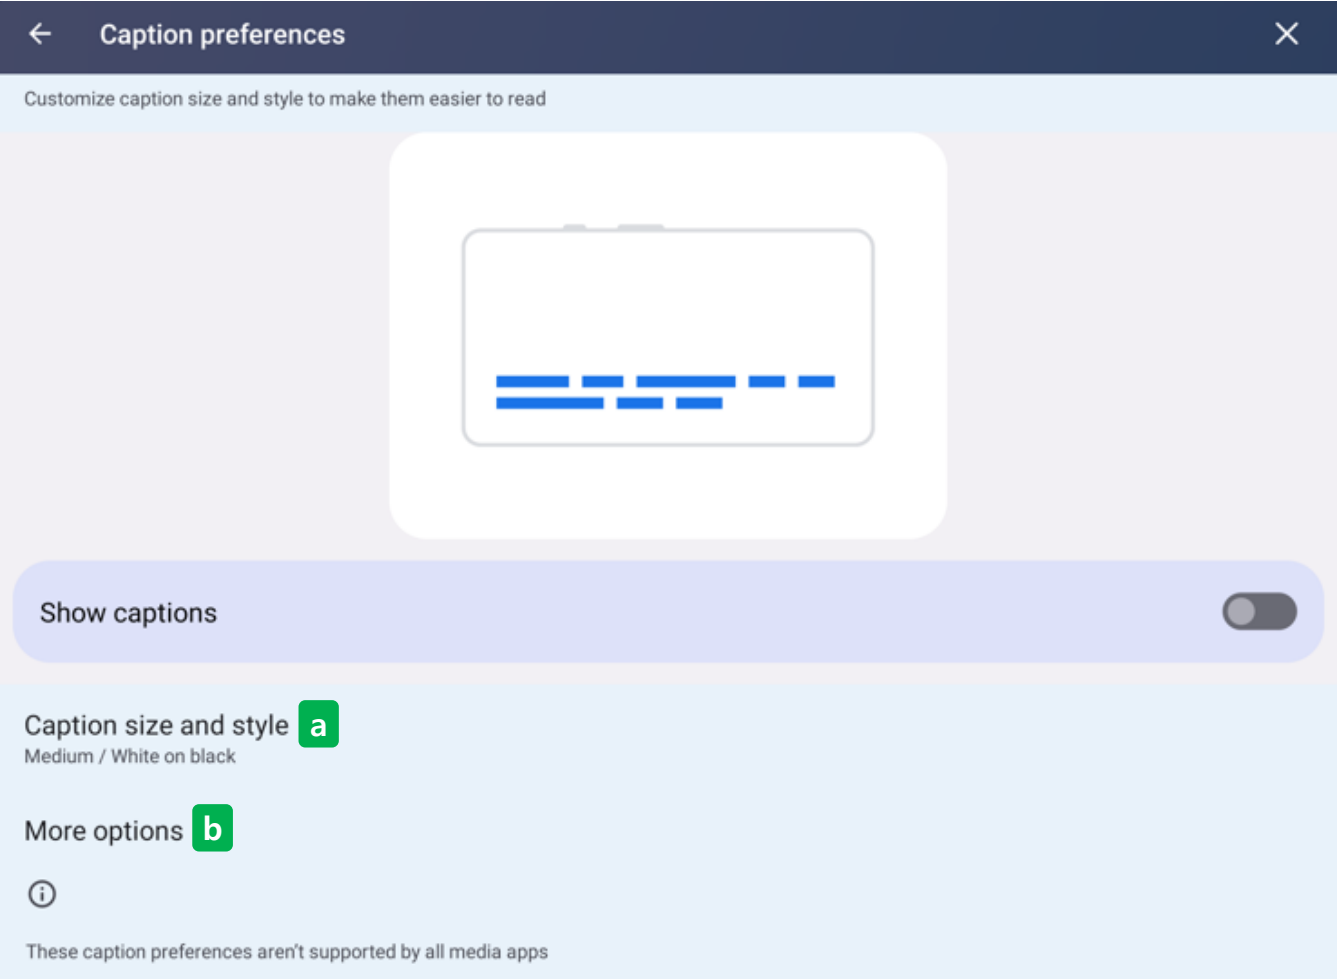 Caption preferences
Customize caption size and style to make them easier to read
Show captions
Caption size and style a
Medium / White on black
More options b
These caption preferences aren't supported by all media apps